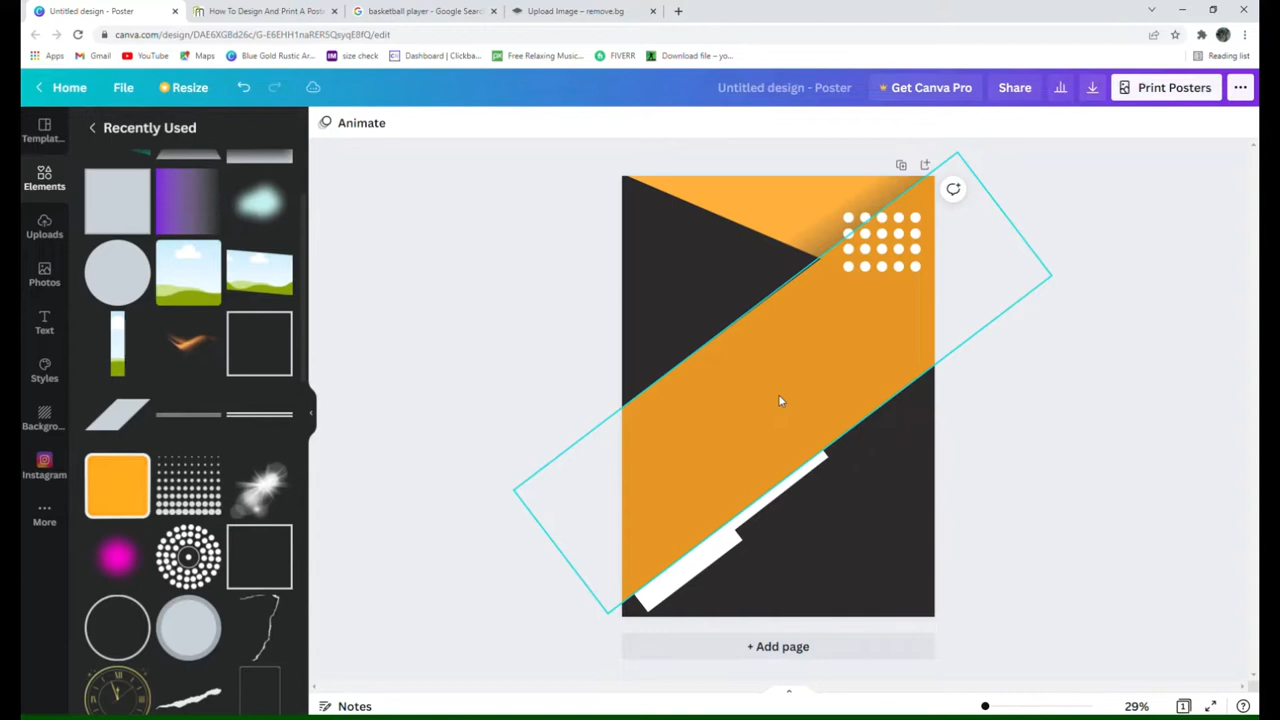 Untitled design - Poster
How To Design And Print A Poste
basketball player - Google Searc
Upload Image – remove.bg
canva.com/design/DAE6XGBd26c/G-E6EHH1naRER5QsyqE8fQ/edit
Apps
Gmail
YouTube
Maps
Blue Gold Rustic Ar...
size check
Dashboard | Clickba...
Free Relaxing Music...
FIVERR
Download file – yo...
Reading list
Home
File
Resize
Untitled design - Poster
Get Canva Pro
Share
Print Posters
Templat...
Recently Used
Animate
Elements
Uploads
Photos
Text
Styles
Backgro...
Instagram
More
+ Add page
Notes
29%
1